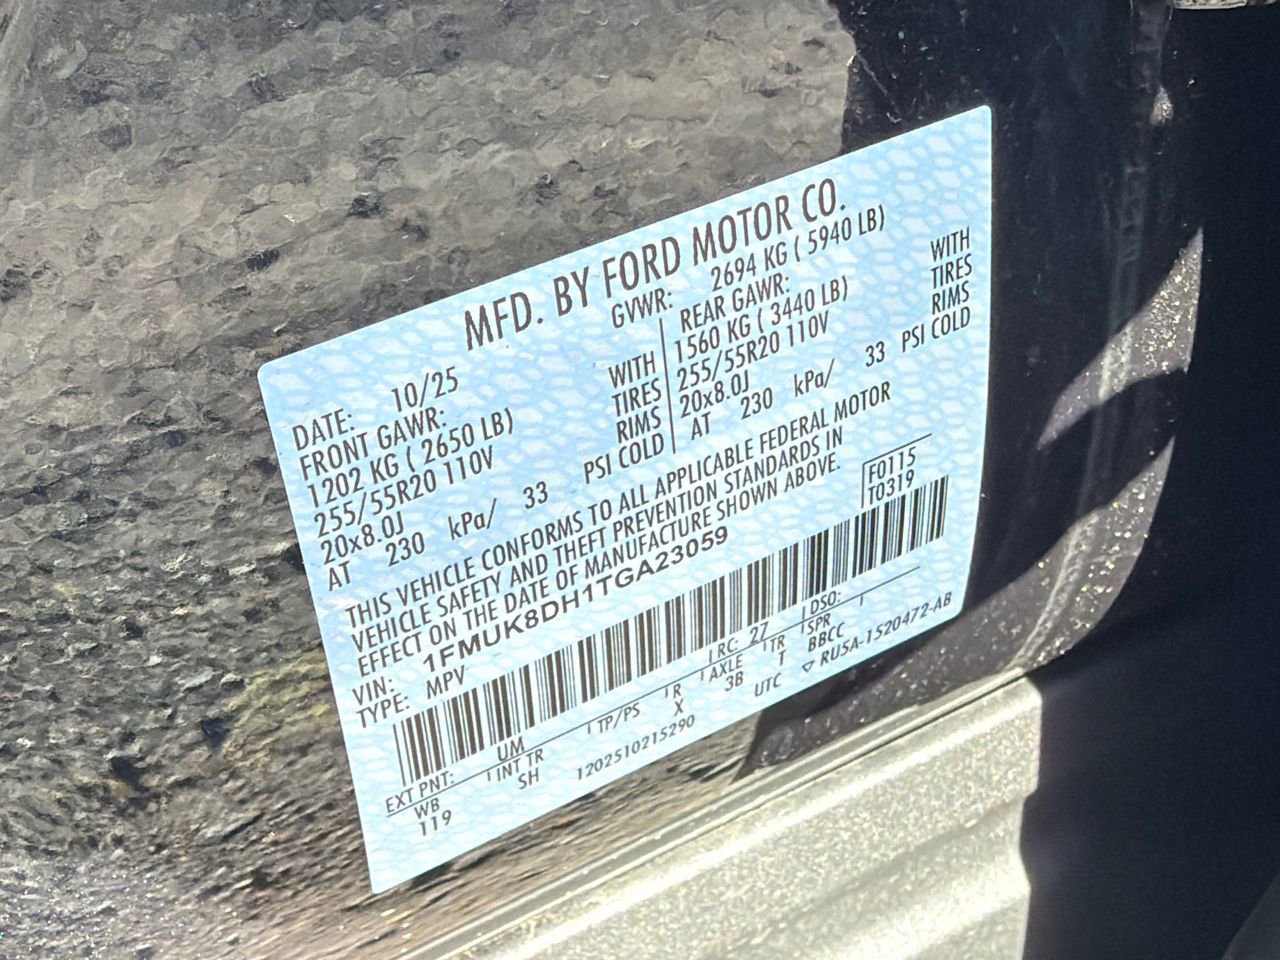 MFD. BY FORD MOTOR CO.
DATE: 10/25 GVWR: 2694 KG ( 5940 LB)
FRONT GAWR: REAR GAWR:
1202 KG ( 2650 LB) WITH 1560 KG ( 3440 LB) WITH
255/55R20 110V TIRES 255/55R20 110V TIRES
20x8.0J RIMS 20x8.0J RIMS
AT 230 kPa/ 33 PSI COLD AT 230 kPa/ 33 PSI COLD
THIS VEHICLE CONFORMS TO ALL APPLICABLE FEDERAL MOTOR
VEHICLE SAFETY AND THEFT PREVENTION STANDARDS IN
EFFECT ON THE DATE OF MANUFACTURE SHOWN ABOVE.
F0115
T0319
VIN: 1FMUK8DH1TGA23059
TYPE: MPV
EXT PNT: UM RC: 27 DSO:
WB INT TR TP/PS R AXLE TR SPR
119 SH X 3B T BBCC
1202510215290 UTC ▽ RUSA-1520472-AB